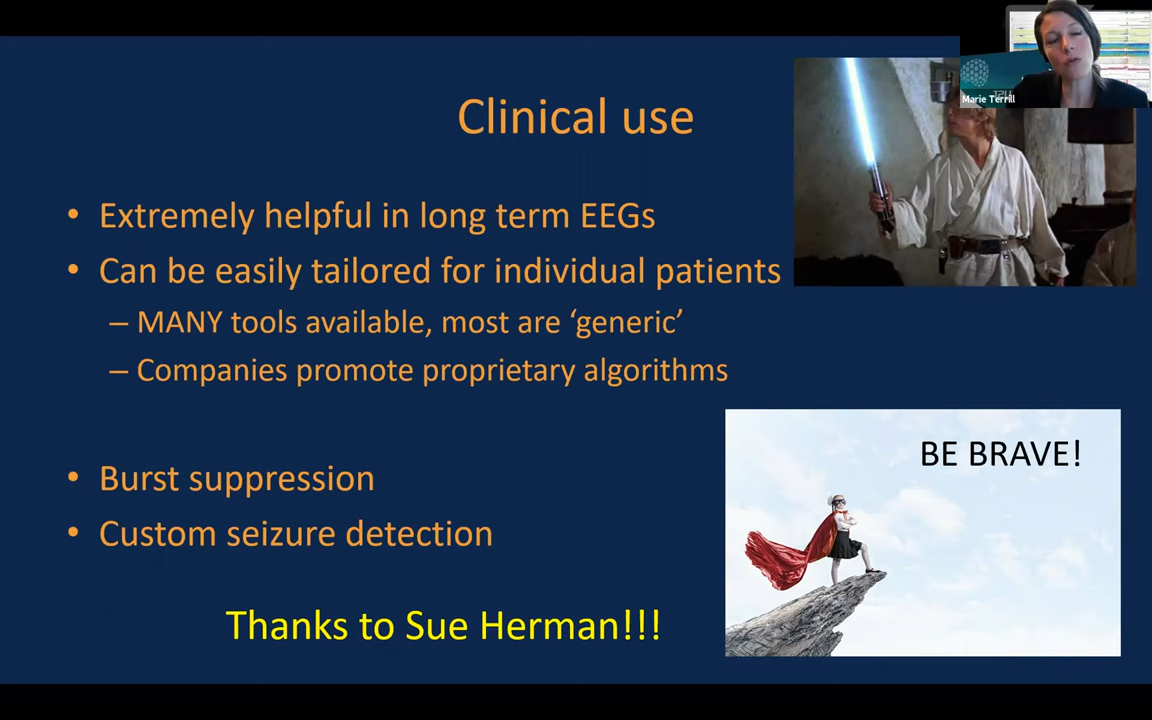 Clinical use
• Extremely helpful in long term EEGs
• Can be easily tailored for individual patients
– MANY tools available, most are ‘generic’
– Companies promote proprietary algorithms
• Burst suppression
• Custom seizure detection
Thanks to Sue Herman!!!
BE BRAVE!
Marie Terrill